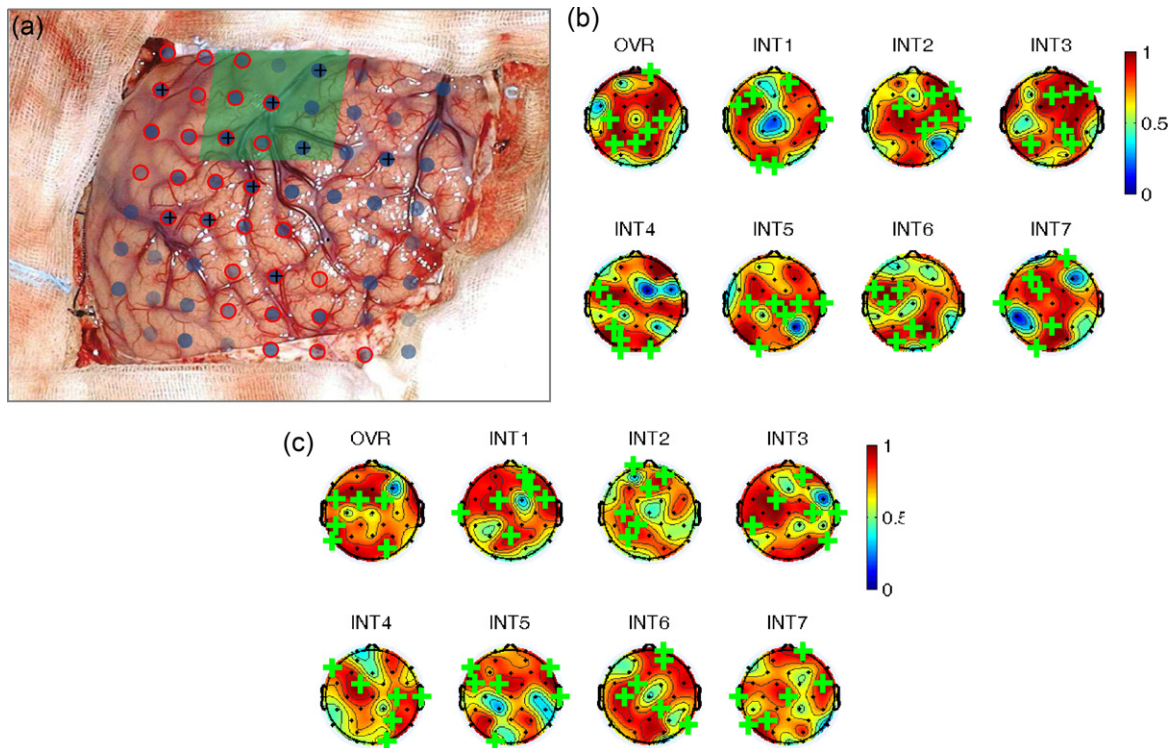 (a)
(b)
OVR INT1 INT2 INT3
1
0.5
0
INT4 INT5 INT6 INT7
(c)
OVR INT1 INT2 INT3
1
0.5
0
INT4 INT5 INT6 INT7